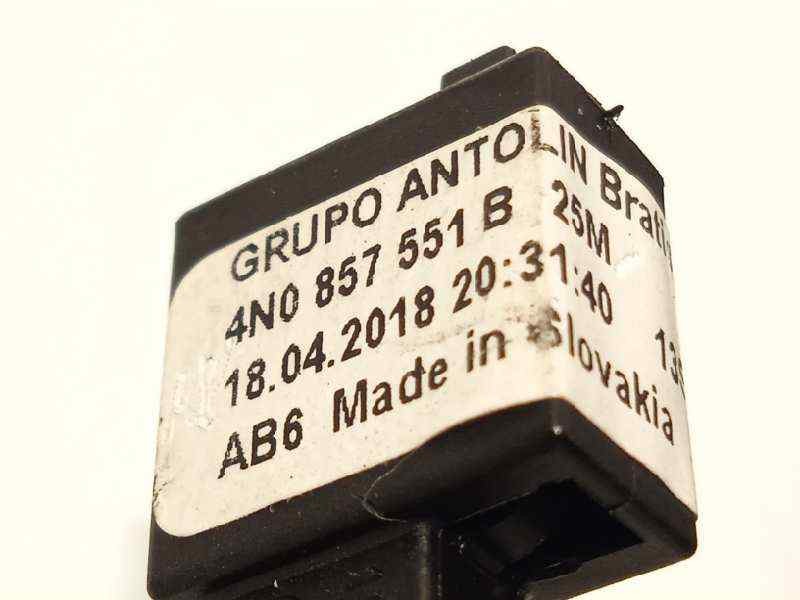 GRUPO ANTOLIN
4N0 857 551 B 25M
18.04.2018 20:31:40
AB6 Made in Slovakia